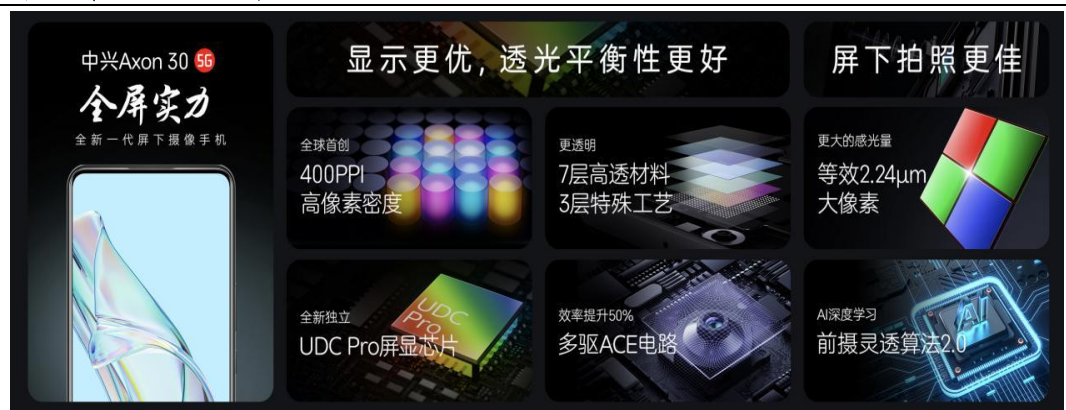 中兴Axon 30 5G
全屏实力
全新一代屏下摄像手机
显示更优, 透光平衡性更好
屏下拍照更佳
全球首创
400PPI
高像素密度
更透明
7层高透材料
3层特殊工艺
更大的感光量
等效2.24μm
大像素
全新独立
UDC Pro屏显芯片
UDC
Pro
效率提升50%
多驱ACE电路
AI深度学习
前摄灵透算法2.0
AI